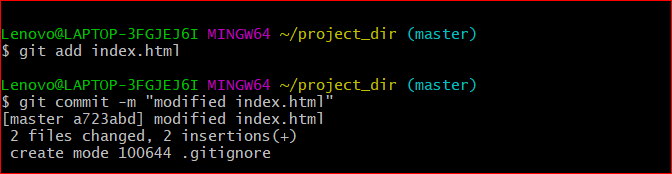 Lenovo@LAPTOP-3FGJEJ6I MINGW64 ~/project_dir (master)
$ git add index.html
Lenovo@LAPTOP-3FGJEJ6I MINGW64 ~/project_dir (master)
$ git commit -m "modified index.html"
[master a723abd] modified index.html
2 files changed, 2 insertions(+)
create mode 100644 .gitignore